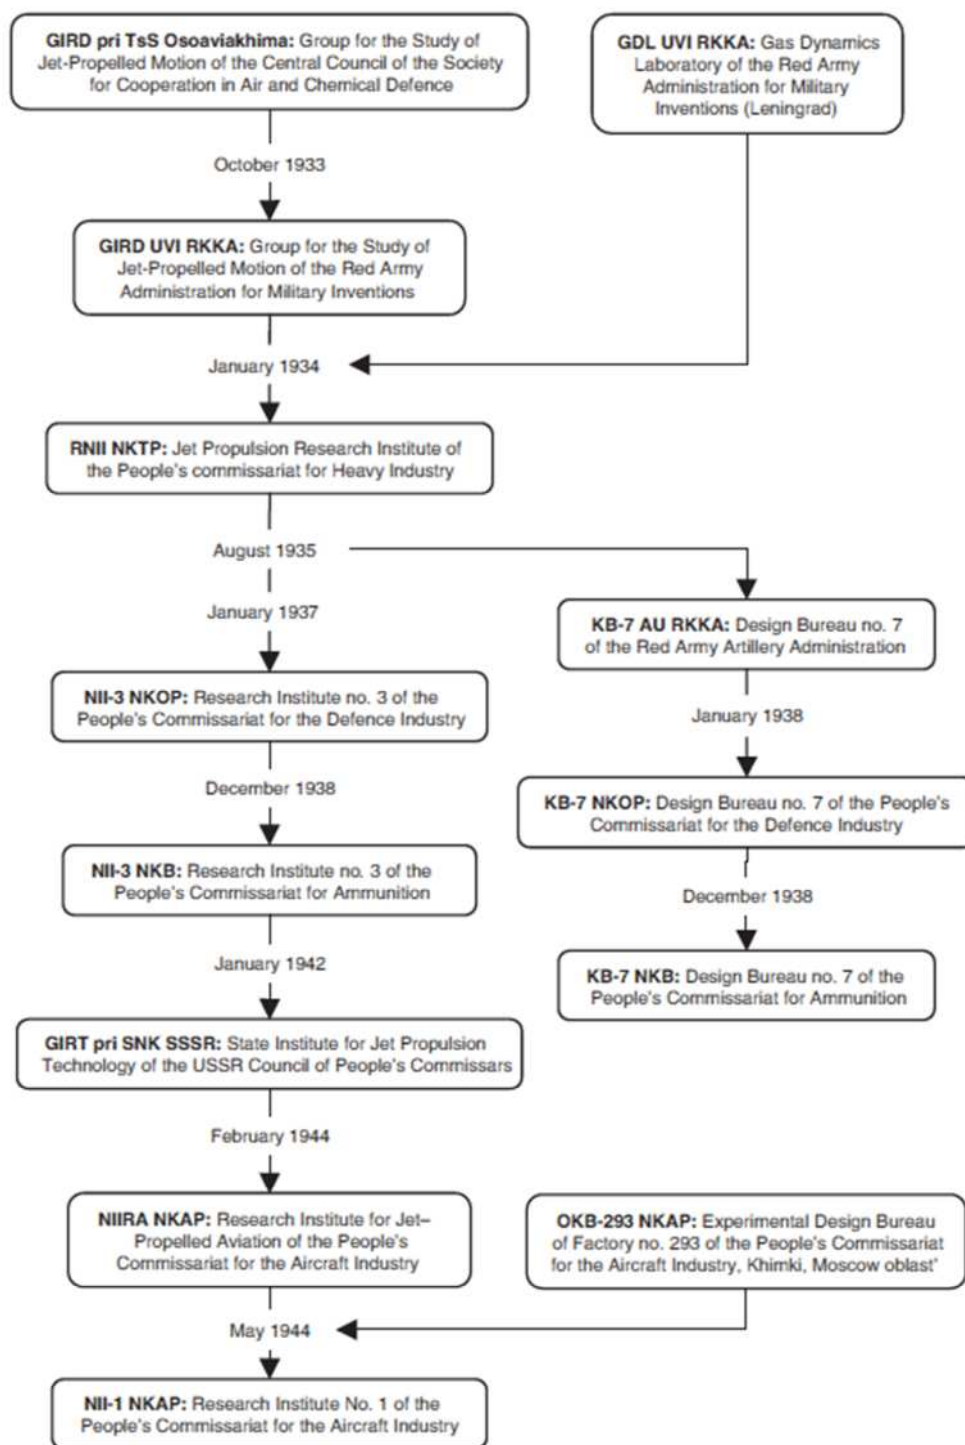 GIRD pri TsS Osoaviakhima: Group for the Study of
Jet-Propelled Motion of the Central Council of the Society
for Cooperation in Air and Chemical Defence
GDL UVI RKKA: Gas Dynamics
Laboratory of the Red Army
Administration for Military
Inventions (Leningrad)
October 1933
GIRD UVI RKKA: Group for the Study of
Jet-Propelled Motion of the Red Army
Administration for Military Inventions
January 1934
RNII NKTP: Jet Propulsion Research Institute of
the People's commissariat for Heavy Industry
August 1935
January 1937
KB-7 AU RKKA: Design Bureau no. 7
of the Red Army Artillery Administration
NII-3 NKOP: Research Institute no. 3 of the
People's Commissariat for the Defence Industry
January 1938
December 1938
KB-7 NKOP: Design Bureau no. 7 of the People's
Commissariat for the Defence Industry
NII-3 NKB: Research Institute no. 3 of the
People's Commissariat for Ammunition
December 1938
January 1942
KB-7 NKB: Design Bureau no. 7 of the
People's Commissariat for Ammunition
GIRT pri SNK SSSR: State Institute for Jet Propulsion
Technology of the USSR Council of People's Commissars
February 1944
NIIRA NKAP: Research Institute for Jet–
Propelled Aviation of the People's
Commissariat for the Aircraft Industry
OKB-293 NKAP: Experimental Design Bureau
of Factory no. 293 of the People's Commissariat
for the Aircraft Industry, Khimki, Moscow oblast'
May 1944
NII-1 NKAP: Research Institute No. 1 of the
People's Commissariat for the Aircraft Industry